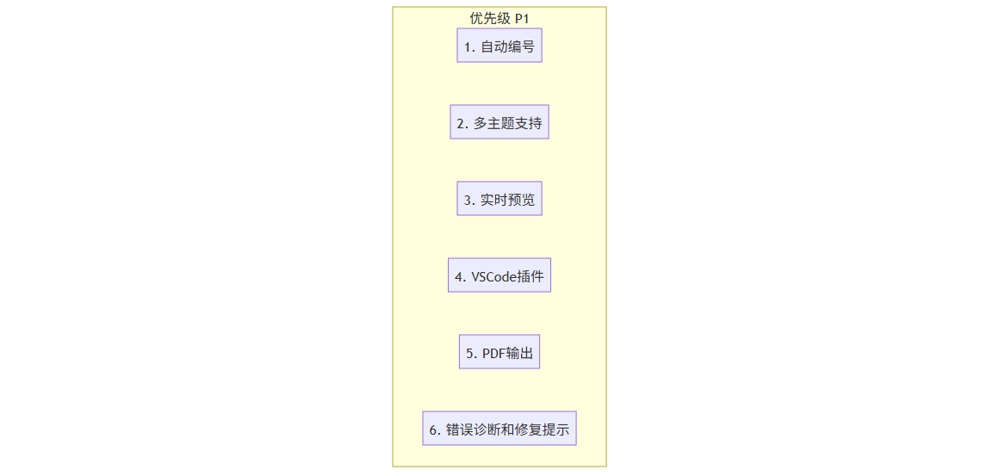 优先级 P1
1. 自动编号
2. 多主题支持
3. 实时预览
4. VSCode插件
5. PDF输出
6. 错误诊断和修复提示